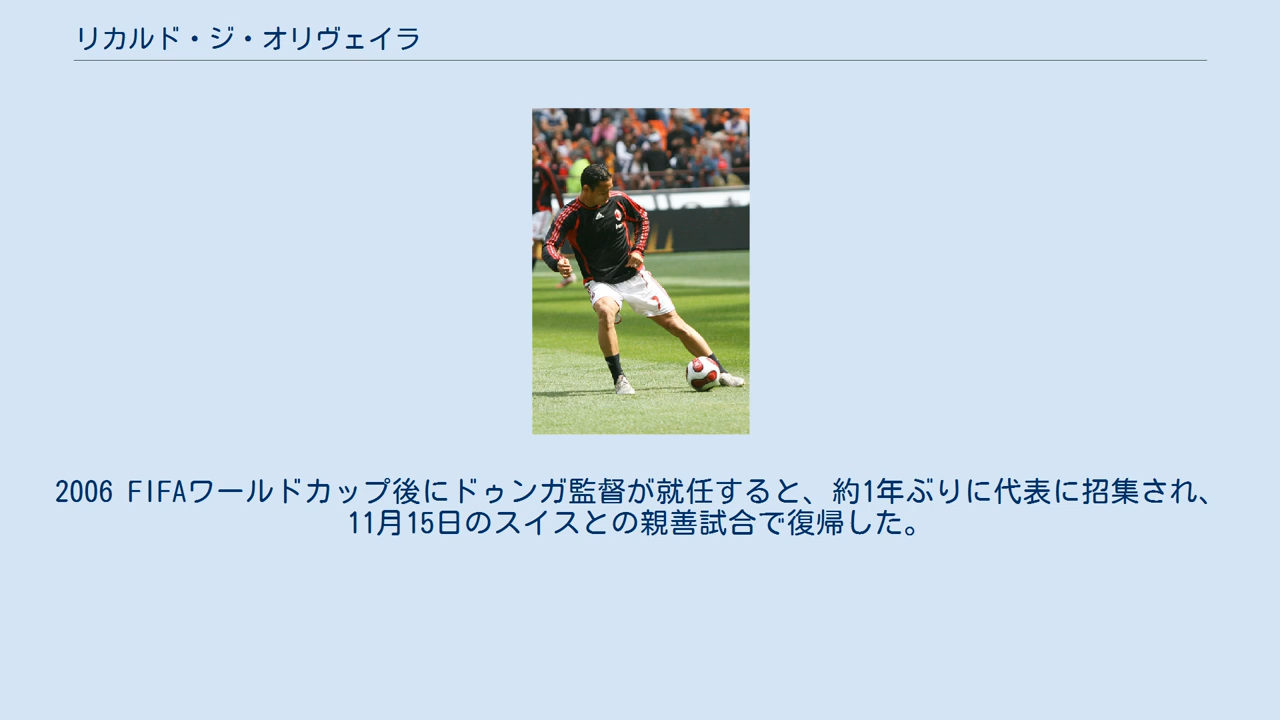 リカルド・ジ・オリヴェイラ
7
2006 FIFAワールドカップ後にドゥンガ監督が就任すると、約1年ぶりに代表に招集され、
11月15日のスイスとの親善試合で復帰した。